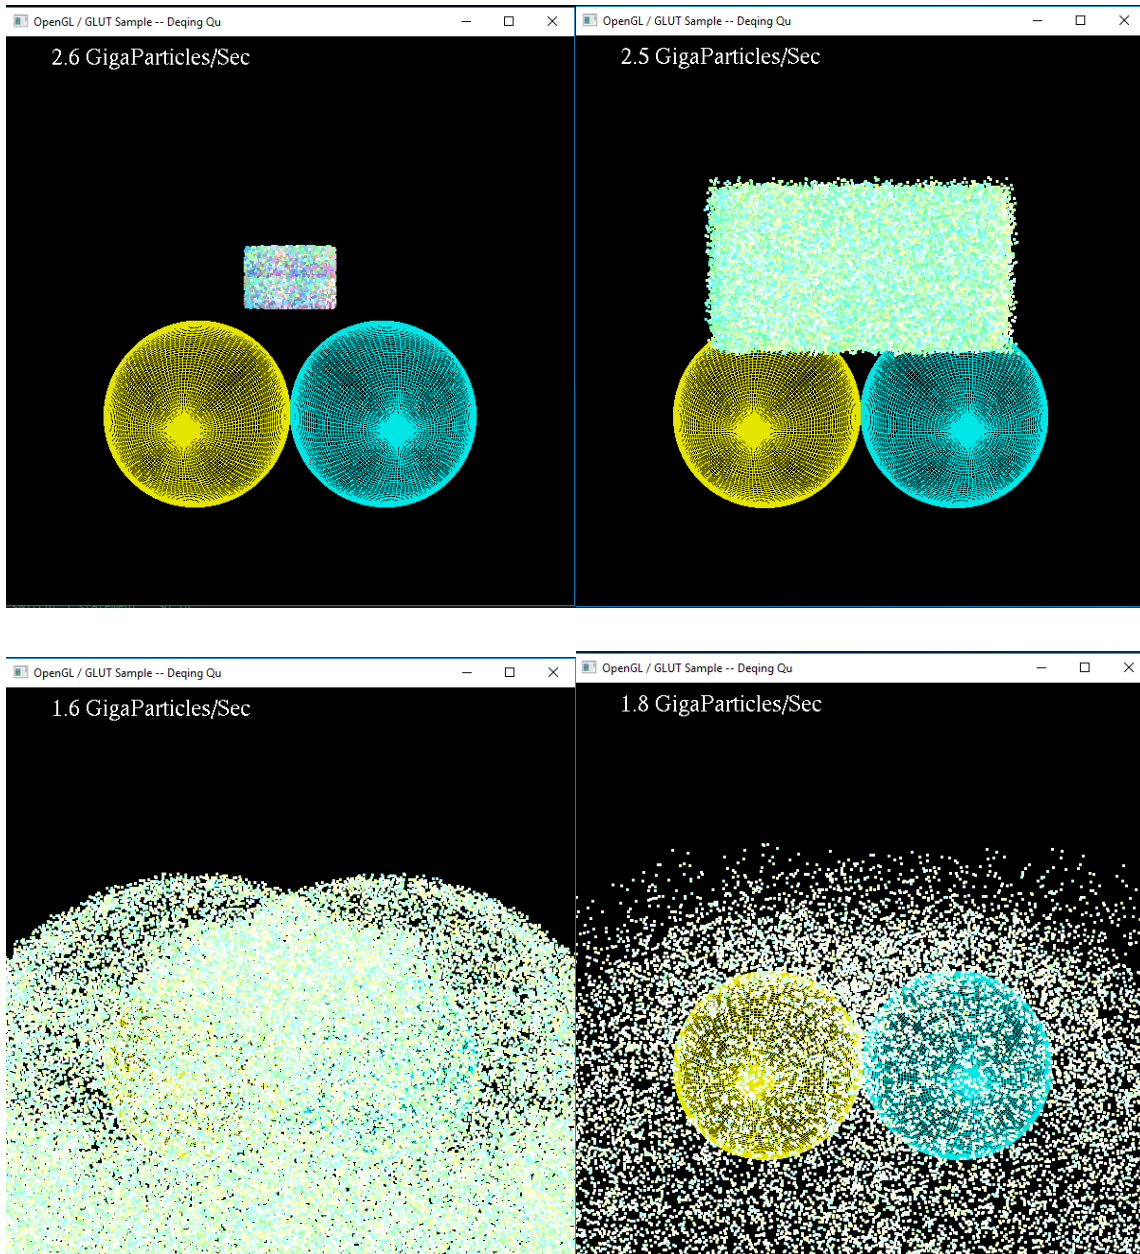 OpenGL / GLUT Sample -- Deqing Qu
2.6 GigaParticles/Sec
OpenGL / GLUT Sample -- Deqing Qu
2.5 GigaParticles/Sec
OpenGL / GLUT Sample -- Deqing Qu
1.6 GigaParticles/Sec
OpenGL / GLUT Sample -- Deqing Qu
1.8 GigaParticles/Sec